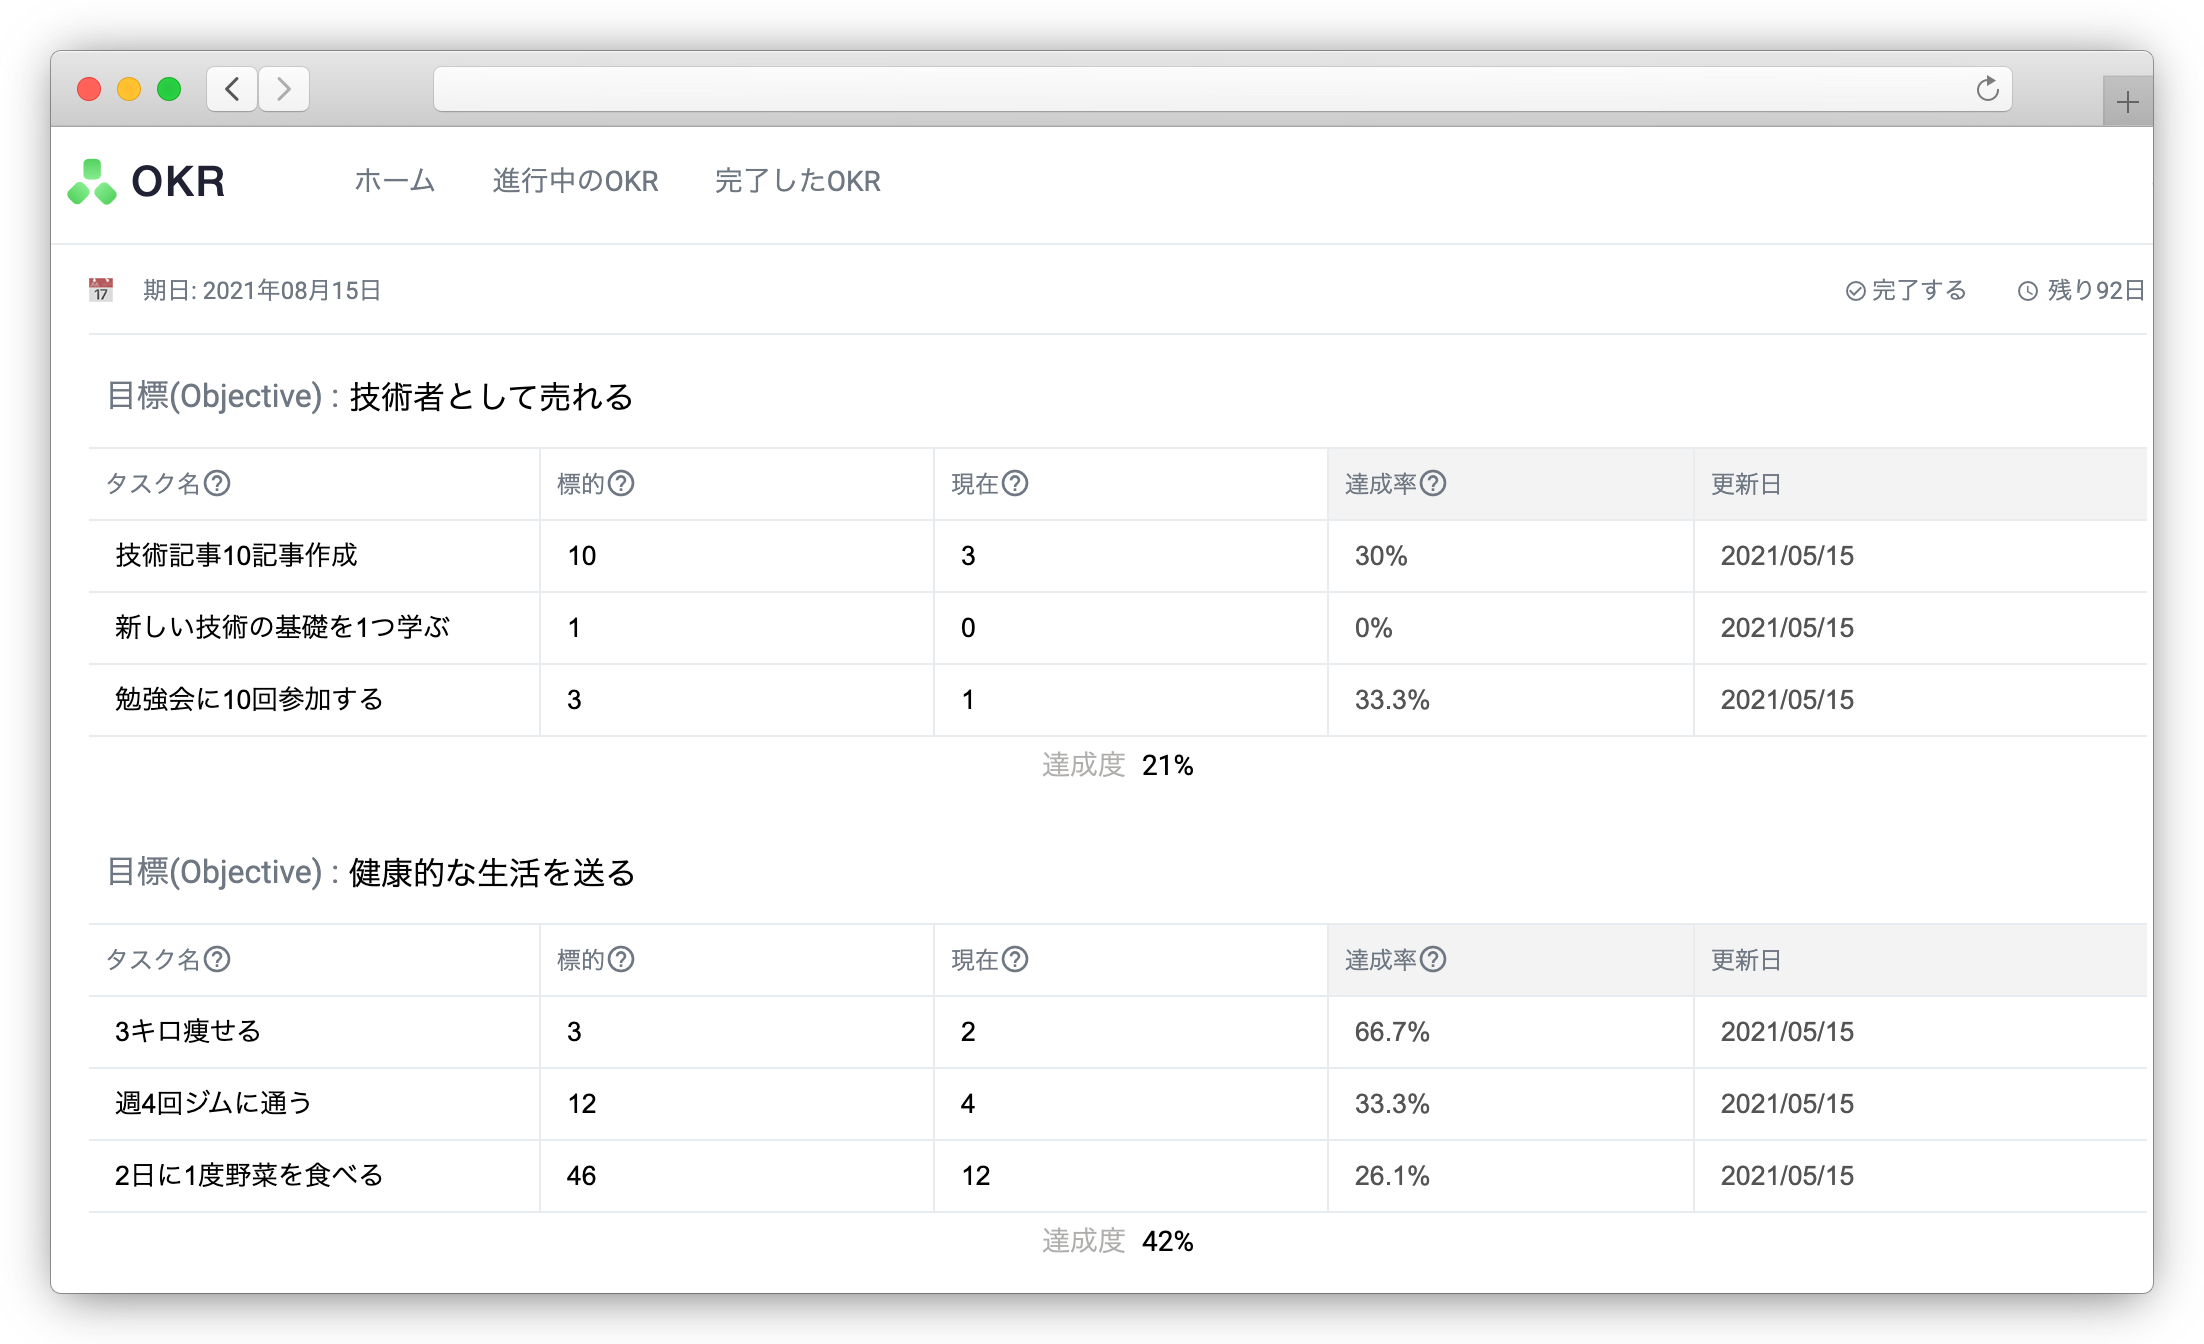 OKR ホーム 進行中のOKR 完了したOKR
17 期日: 2021年08月15日 完了する 残り92日
目標(Objective) : 技術者として売れる
タスク名? 標的? 現在? 達成率? 更新日
技術記事10記事作成 10 3 30% 2021/05/15
新しい技術の基礎を1つ学ぶ 1 0 0% 2021/05/15
勉強会に10回参加する 3 1 33.3% 2021/05/15
達成度 21%
目標(Objective) : 健康的な生活を送る
タスク名? 標的? 現在? 達成率? 更新日
3キロ痩せる 3 2 66.7% 2021/05/15
週4回ジムに通う 12 4 33.3% 2021/05/15
2日に1度野菜を食べる 46 12 26.1% 2021/05/15
達成度 42%